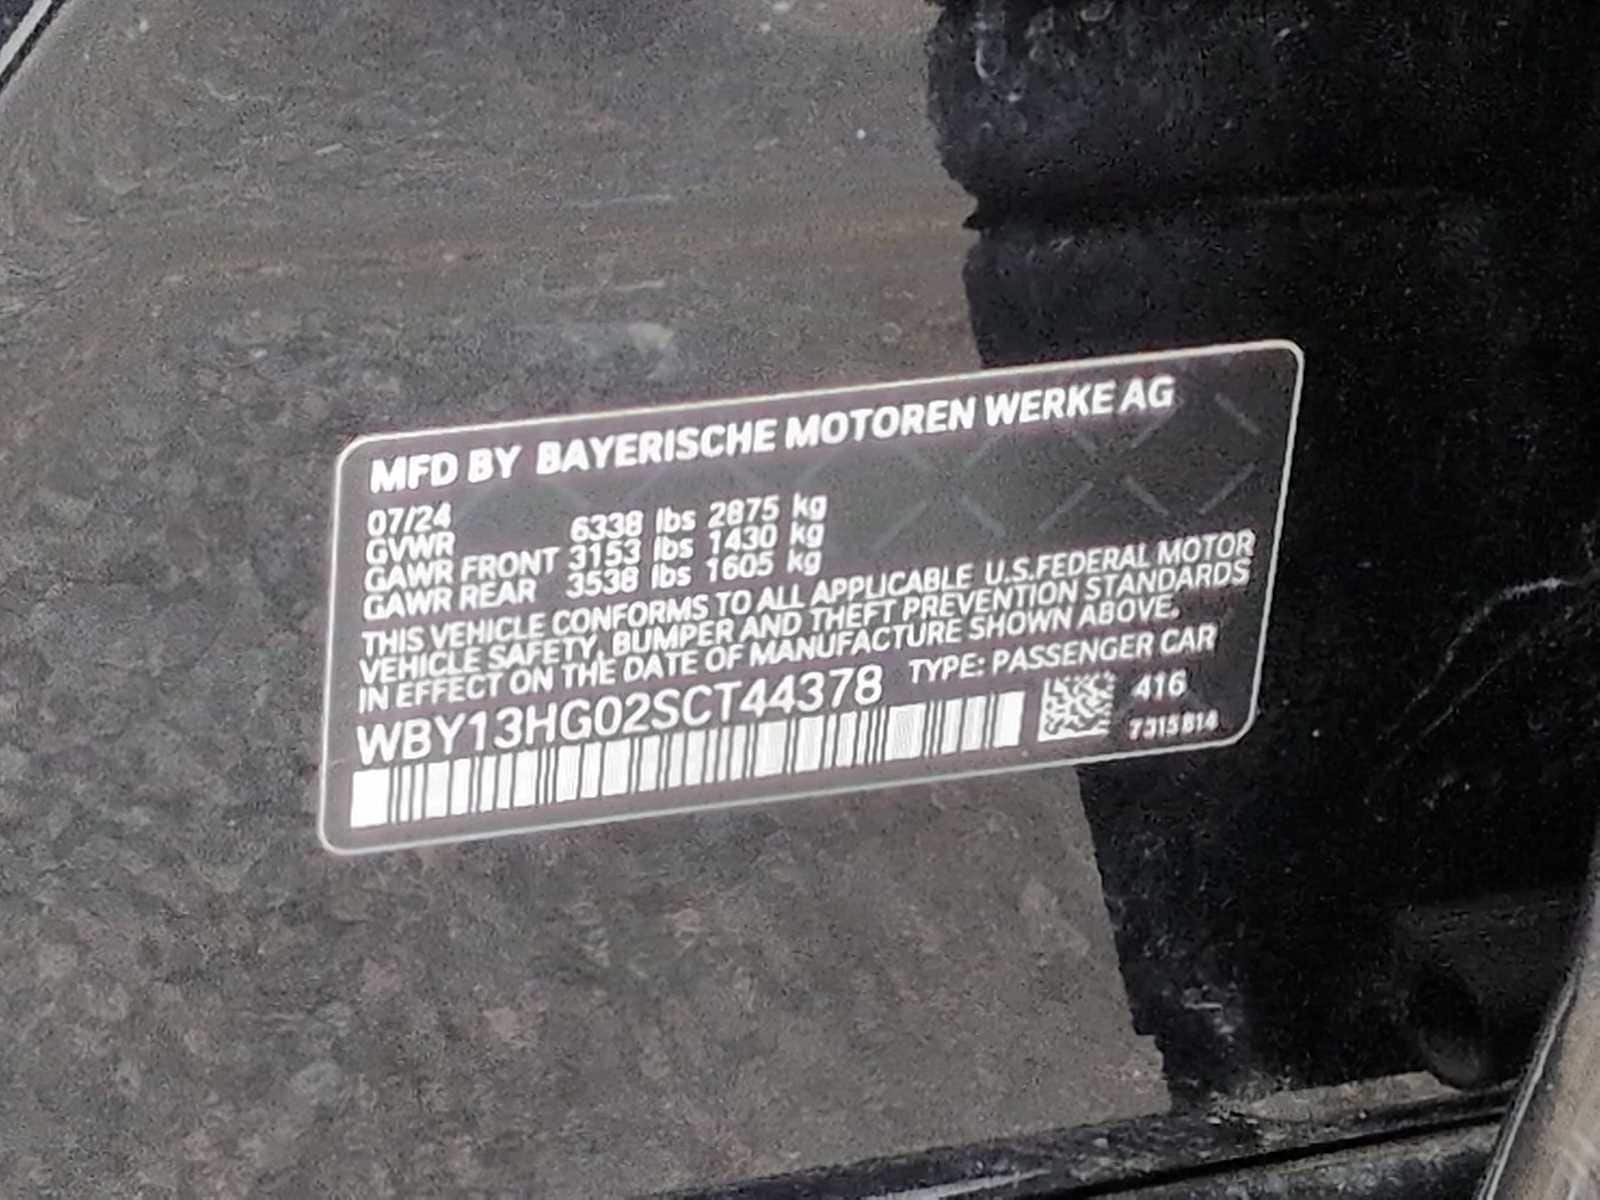 MFD BY BAYERISCHE MOTOREN WERKE AG
07/24
GVWR 6338 lbs 2875 kg
GAWR FRONT 3153 lbs 1430 kg
GAWR REAR 3538 lbs 1605 kg
THIS VEHICLE CONFORMS TO ALL APPLICABLE U.S.FEDERAL MOTOR
VEHICLE SAFETY, BUMPER AND THEFT PREVENTION STANDARDS
IN EFFECT ON THE DATE OF MANUFACTURE SHOWN ABOVE.
WBY13HG02SCT44378 TYPE: PASSENGER CAR
416
7315814